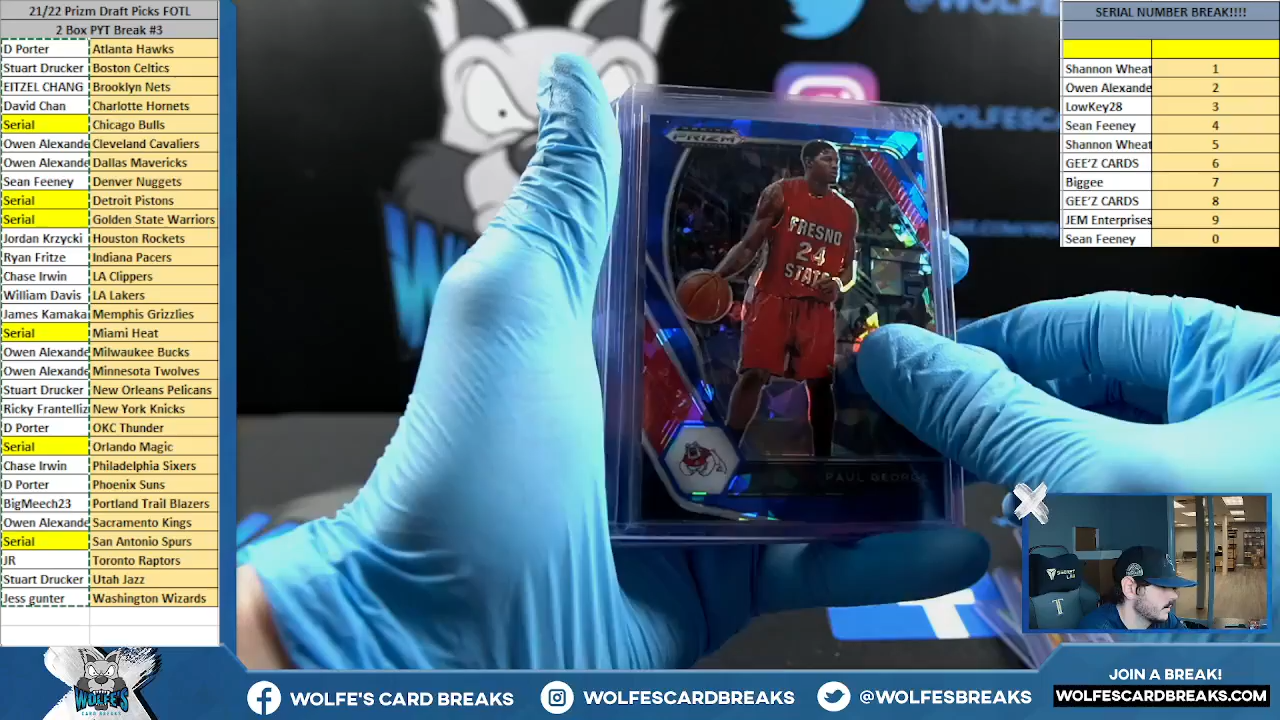 21/22 Prizm Draft Picks FOTL
2 Box PYT Break #3
D Porter Atlanta Hawks
Stuart Drucker Boston Celtics
EITZEL CHANG Brooklyn Nets
David Chan Charlotte Hornets
Serial Chicago Bulls
Owen Alexande Cleveland Cavaliers
Owen Alexande Dallas Mavericks
Sean Feeney Denver Nuggets
Serial Detroit Pistons
Serial Golden State Warriors
Jordan Krzycki Houston Rockets
Ryan Fritze Indiana Pacers
Chase Irwin LA Clippers
William Davis LA Lakers
James Kamaka Memphis Grizzlies
Serial Miami Heat
Owen Alexande Milwaukee Bucks
Owen Alexande Minnesota Twolves
Stuart Drucker New Orleans Pelicans
Ricky Frantelliz New York Knicks
D Porter OKC Thunder
Serial Orlando Magic
Chase Irwin Philadelphia Sixers
D Porter Phoenix Suns
BigMeech23 Portland Trail Blazers
Owen Alexande Sacramento Kings
Serial San Antonio Spurs
JR Toronto Raptors
Stuart Drucker Utah Jazz
Jess gunter Washington Wizards
@WOLFES
WOLFESCARDBREAKS
PRIZM
FRESNO
24
STATE
PAUL GEORGE
SERIAL NUMBER BREAK!!!!
Shannon Wheat 1
Owen Alexande 2
LowKey28 3
Sean Feeney 4
Shannon Wheat 5
GEE'Z CARDS 6
Biggee 7
GEE'Z CARDS 8
JEM Enterprises 9
Sean Feeney 0
SECRET LAB
WOLFE'S
CARD BREAKS
WOLFE'S CARD BREAKS
WOLFESCARDBREAKS
@WOLFESBREAKS
JOIN A BREAK!
WOLFESCARDBREAKS.COM